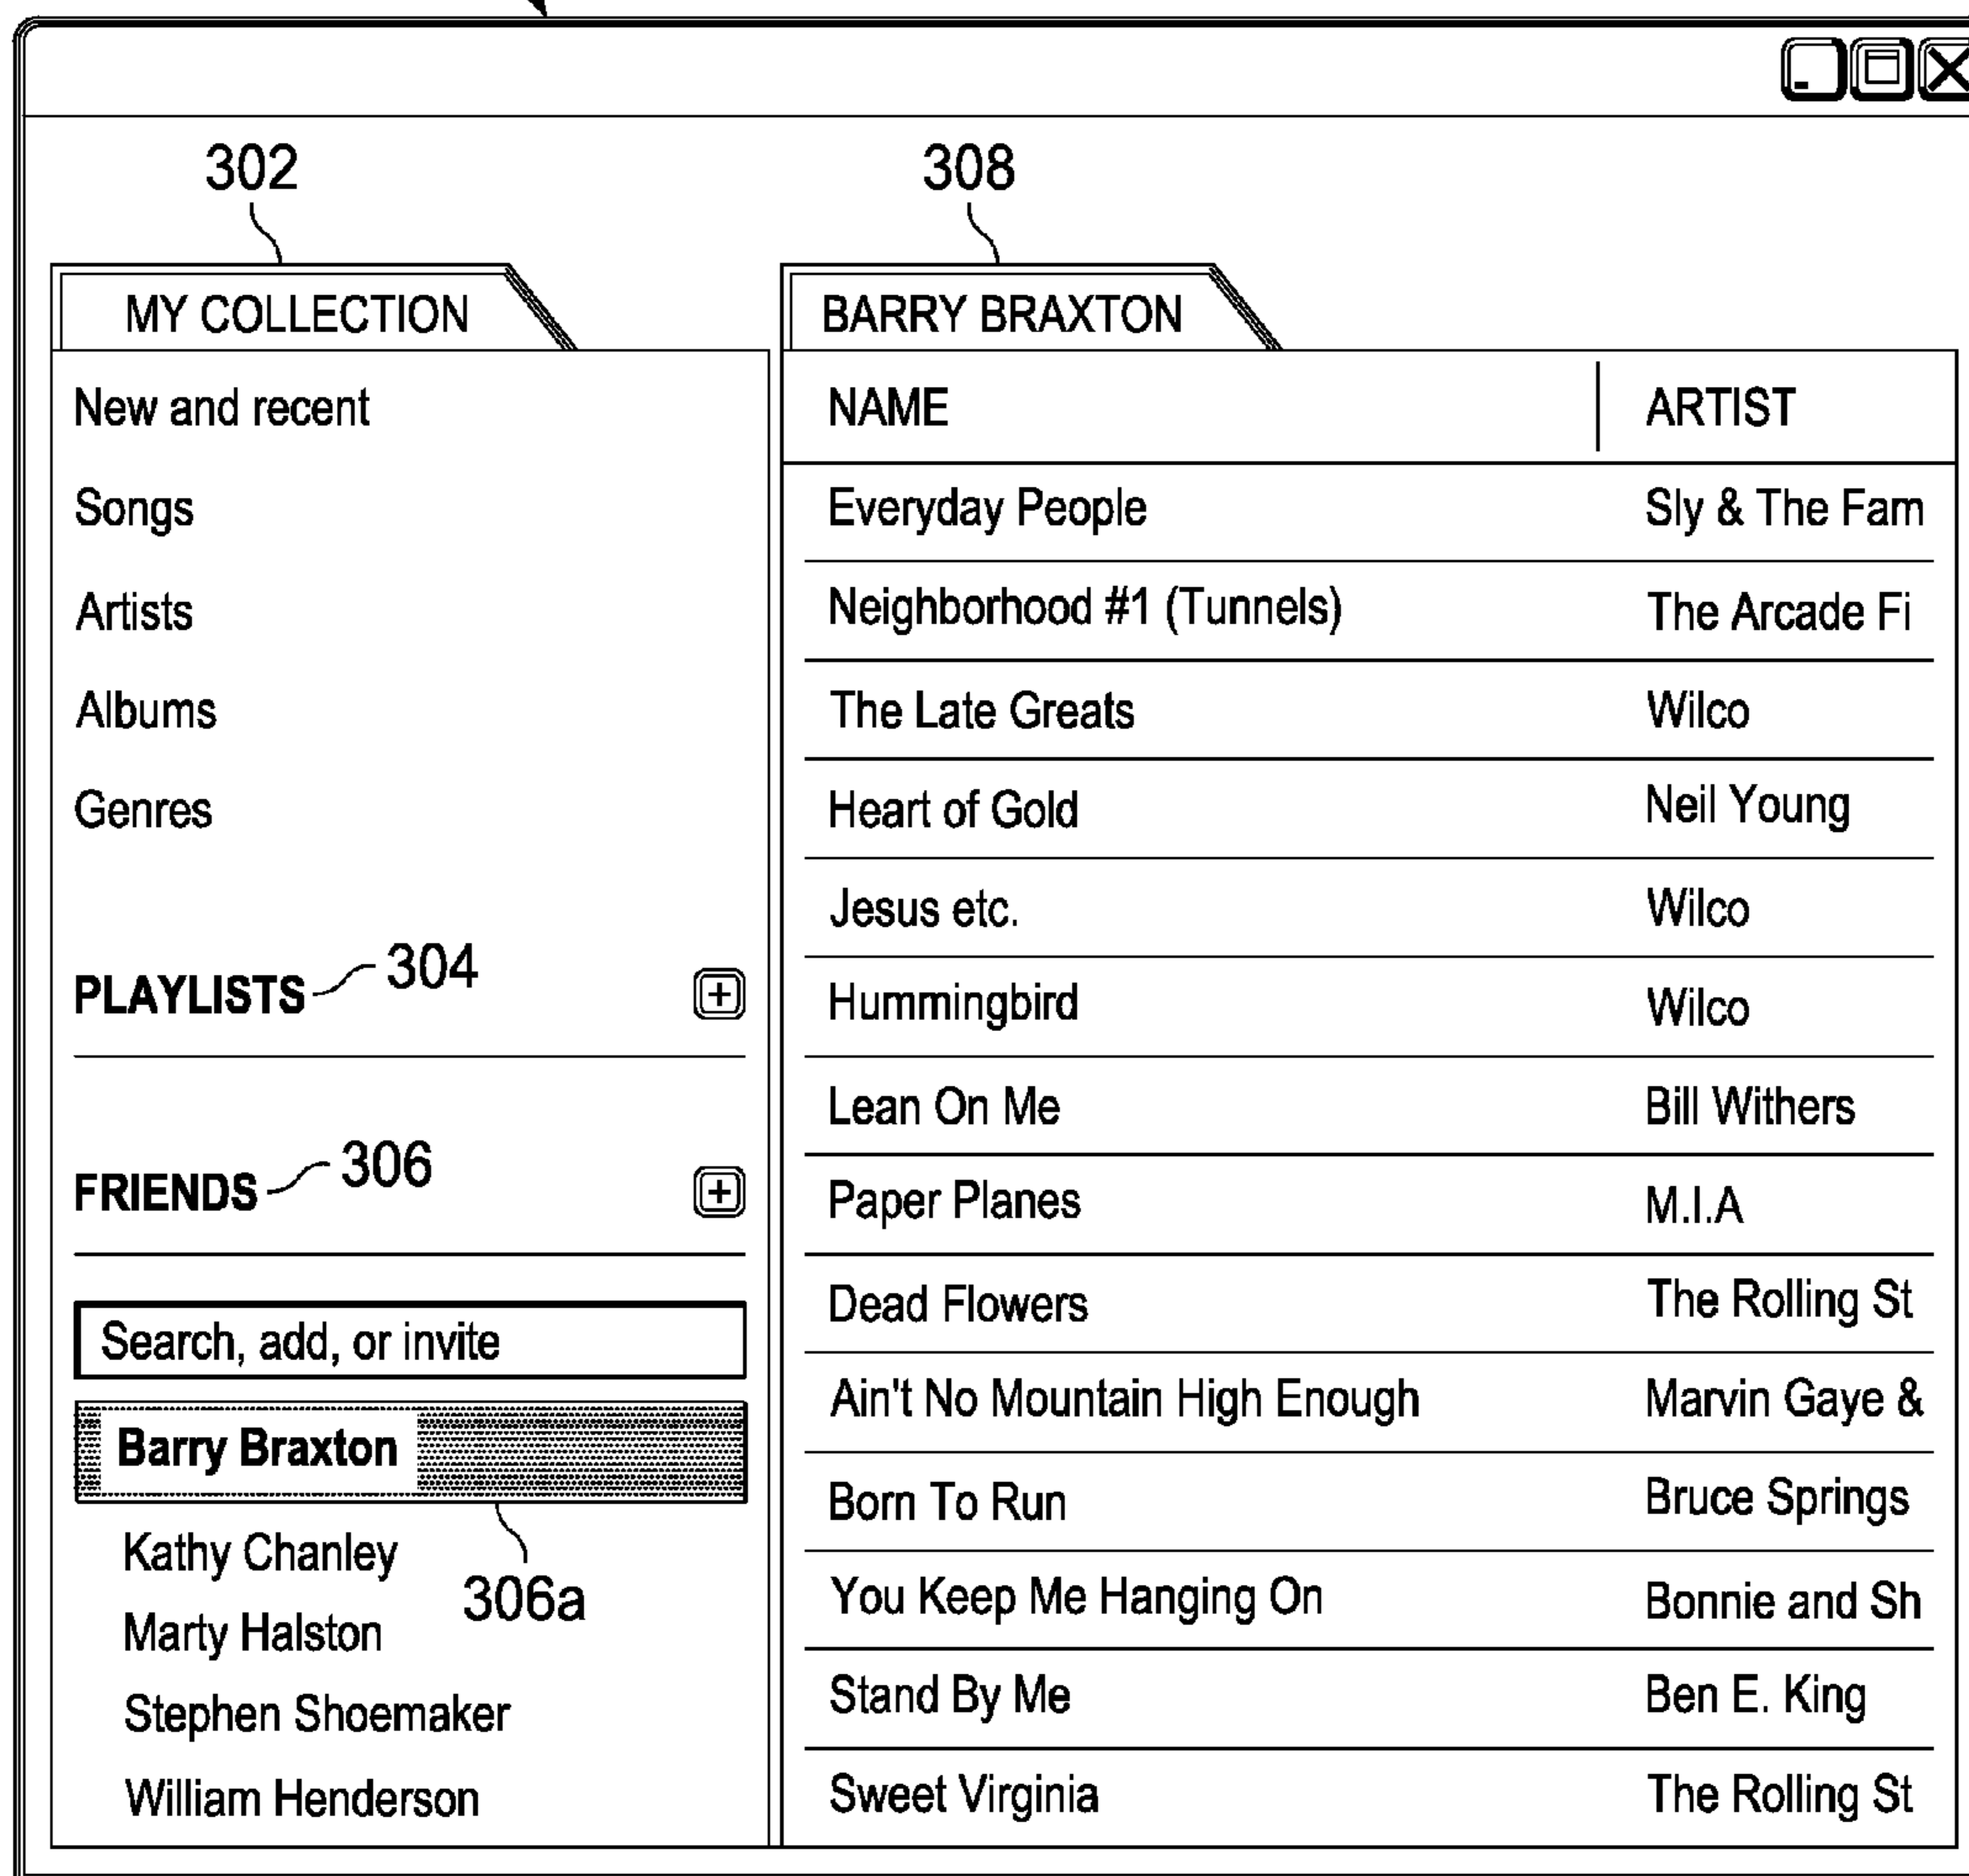 302
308
MY COLLECTION
New and recent
Songs
Artists
Albums
Genres
PLAYLISTS 304
FRIENDS 306
Search, add, or invite
Barry Braxton
306a
Kathy Chanley
Marty Halston
Stephen Shoemaker
William Henderson
BARRY BRAXTON
NAME ARTIST
Everyday People Sly & The Fam
Neighborhood #1 (Tunnels) The Arcade Fi
The Late Greats Wilco
Heart of Gold Neil Young
Jesus etc. Wilco
Hummingbird Wilco
Lean On Me Bill Withers
Paper Planes M.I.A
Dead Flowers The Rolling St
Ain't No Mountain High Enough Marvin Gaye &
Born To Run Bruce Springs
You Keep Me Hanging On Bonnie and Sh
Stand By Me Ben E. King
Sweet Virginia The Rolling St